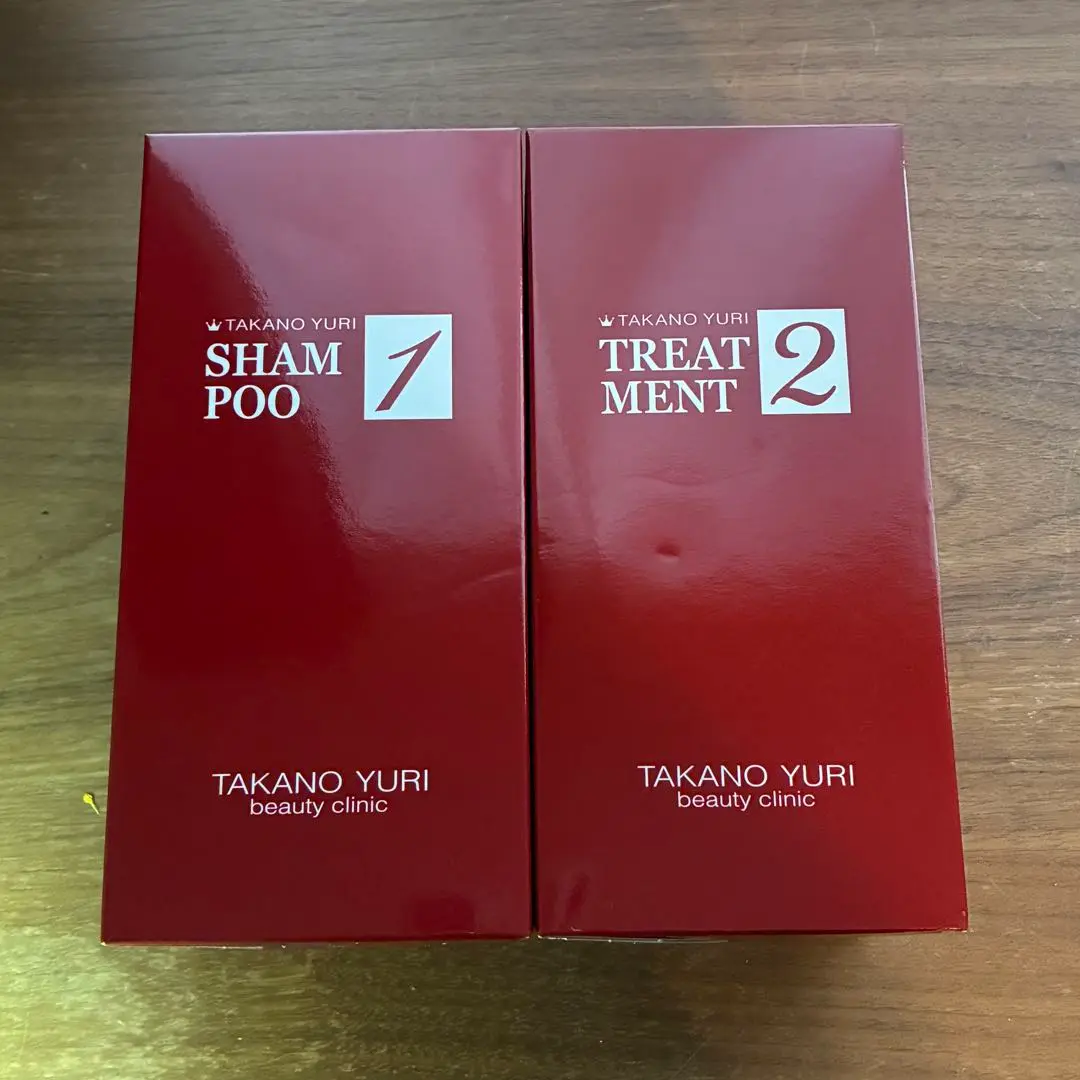 TAKANO YURI
SHAM
POO
1
TAKANO YURI
beauty clinic
TAKANO YURI
TREAT
MENT
2
TAKANO YURI
beauty clinic